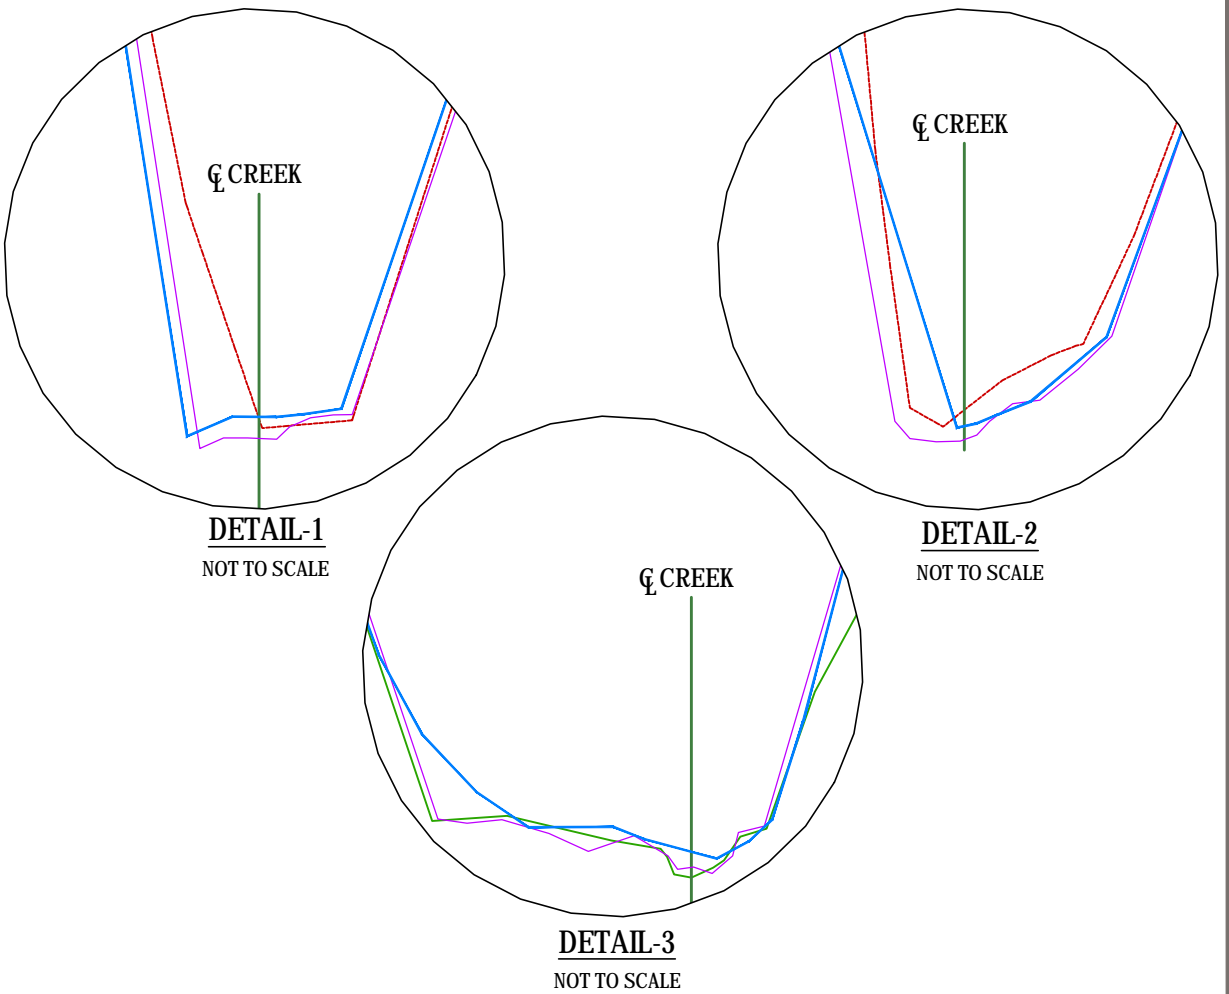 ℄ CREEK
DETAIL-1
NOT TO SCALE
℄ CREEK
DETAIL-2
NOT TO SCALE
℄ CREEK
DETAIL-3
NOT TO SCALE